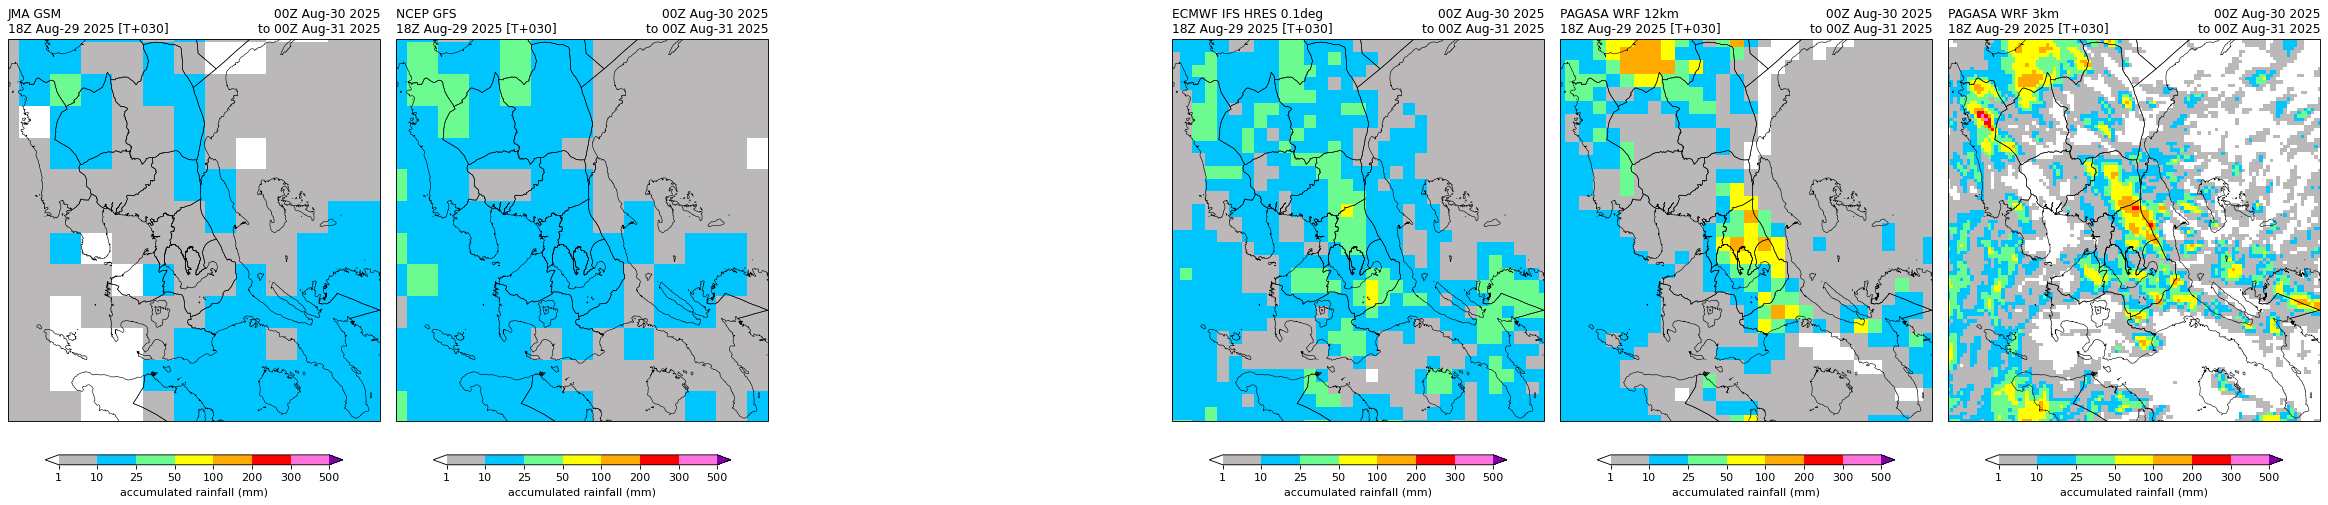 JMA GSM 00Z Aug-30 2025
18Z Aug-29 2025 [T+030] to 00Z Aug-31 2025
1 10 25 50 100 200 300 500
accumulated rainfall (mm)
NCEP GFS 00Z Aug-30 2025
18Z Aug-29 2025 [T+030] to 00Z Aug-31 2025
1 10 25 50 100 200 300 500
accumulated rainfall (mm)
ECMWF IFS HRES 0.1deg 00Z Aug-30 2025
18Z Aug-29 2025 [T+030] to 00Z Aug-31 2025
1 10 25 50 100 200 300 500
accumulated rainfall (mm)
PAGASA WRF 12km 00Z Aug-30 2025
18Z Aug-29 2025 [T+030] to 00Z Aug-31 2025
1 10 25 50 100 200 300 500
accumulated rainfall (mm)
PAGASA WRF 3km 00Z Aug-30 2025
18Z Aug-29 2025 [T+030] to 00Z Aug-31 2025
1 10 25 50 100 200 300 500
accumulated rainfall (mm)